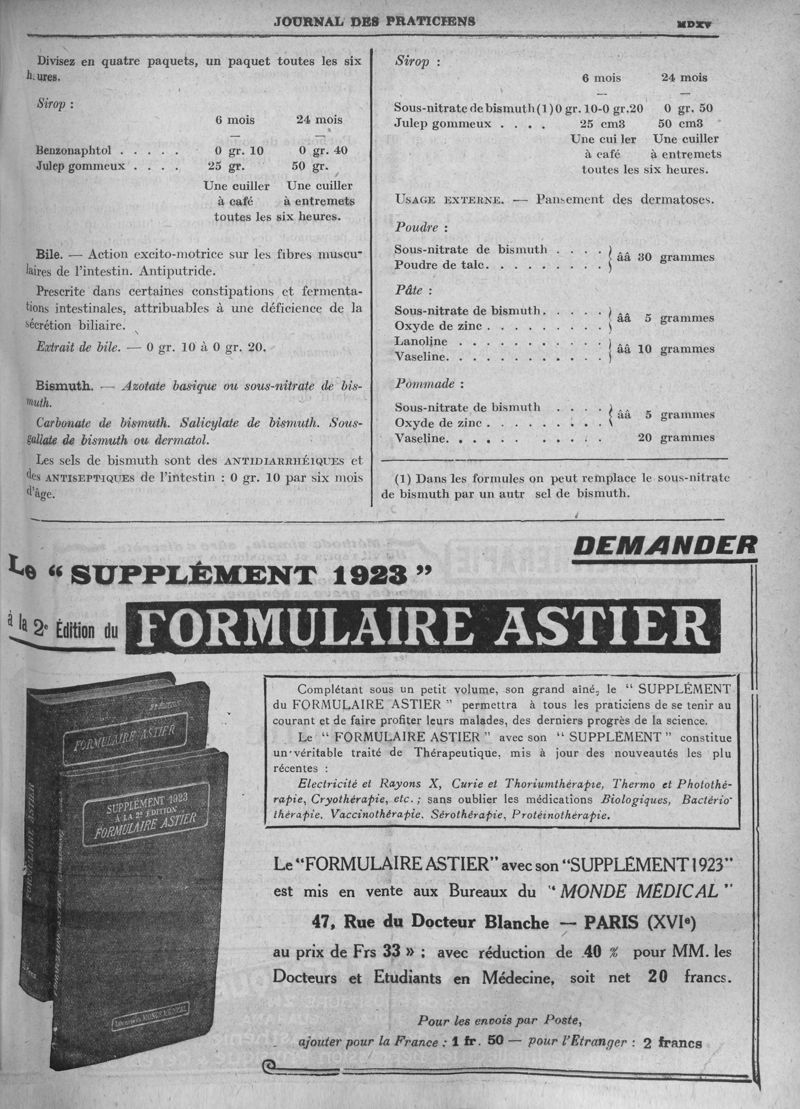 JOURNAL DES PRATICIENS
MDXV
Divisez en quatre paquets, un paquet toutes les six
h.ures.
Sirop :
6 mois 24 mois
— —
Benzonaphtol . . . . . 0 gr. 10 0 gr. 40
Julep gommeux . . . . 25 gr. 50 gr.
Une cuiller Une cuiller
à café à entremets
toutes les six heures.
Bile. — Action excito-motrice sur les fibres muscu-
laires de l'intestin. Antiputride.
Prescrite dans certaines constipations et fermenta-
tions intestinales, attribuables à une déficience de la
sécrétion biliaire.
Extrait de bile. — 0 gr. 10 à 0 gr. 20.
Bismuth. — Azotate basique ou sous-nitrate de bis-
muth.
Carbonate de bismuth. Salicylate de bismuth. Sous-
gallate de bismuth ou dermatol.
Les sels de bismuth sont des ANTIDIARRHÉIQUES et
des ANTISEPTIQUES de l'intestin : 0 gr. 10 par six mois
d'âge.
Sirop :
6 mois 24 mois
— —
Sous-nitrate de bismuth (1) 0 gr. 10-0 gr.20 0 gr. 50
Julep gommeux . . . . 25 cm3 50 cm3
Une cui ler Une cuiller
à café à entremets
toutes les six heures.
USAGE EXTERNE. — Pansement des dermatoses.
Poudre :
Sous-nitrate de bismuth . . . . }
Poudre de talc. . . . . . . . . } ââ 30 grammes
Pâte :
Sous-nitrate de bismuth. . . . . }
Oxyde de zinc . . . . . . . . . } ââ 5 grammes
Lanoline . . . . . . . . . . }
Vaseline. . . . . . . . . . . } ââ 10 grammes
Pommade :
Sous-nitrate de bismuth . . . . }
Oxyde de zinc . . . . . . . . . } ââ 5 grammes
Vaseline. . . . . . . . . . 20 grammes
(1) Dans les formules on peut remplace le sous-nitrate
de bismuth par un autr sel de bismuth.
DEMANDER
Le “ SUPPLÉMENT 1923 ”
à la 2e Édition du FORMULAIRE ASTIER
FORMULAIRE ASTIER
SUPPLÉMENT 1923
A LA 2e EDITION
FORMULAIRE ASTIER
FORMULAIRE ASTIER
Complétant sous un petit volume, son grand aîné, le “ SUPPLÉMENT
du FORMULAIRE ASTIER ” permettra à tous les praticiens de se tenir au
courant et de faire profiter leurs malades, des derniers progrès de la science.
Le “ FORMULAIRE ASTIER ” avec son “ SUPPLÉMENT ” constitue
un véritable traité de Thérapeutique, mis à jour des nouveautés les plu
récentes :
Electricité et Rayons X, Curie et Thoriumthérapie, Thermo et Photothé-
rapie, Cryothérapie, etc. ; sans oublier les médications Biologiques, Bactério-
thérapie, Vaccinothérapie, Sérothérapie, Protéinothérapie.
Le “FORMULAIRE ASTIER” avec son “SUPPLÉMENT 1923”
est mis en vente aux Bureaux du “ MONDE MÉDICAL ”
47, Rue du Docteur Blanche — PARIS (XVIe)
au prix de Frs 33 » ; avec réduction de 40 % pour MM. les
Docteurs et Etudiants en Médecine, soit net 20 francs.
Pour les envois par Poste,
ajouter pour la France : 1 fr. 50 — pour l'Etranger : 2 francs